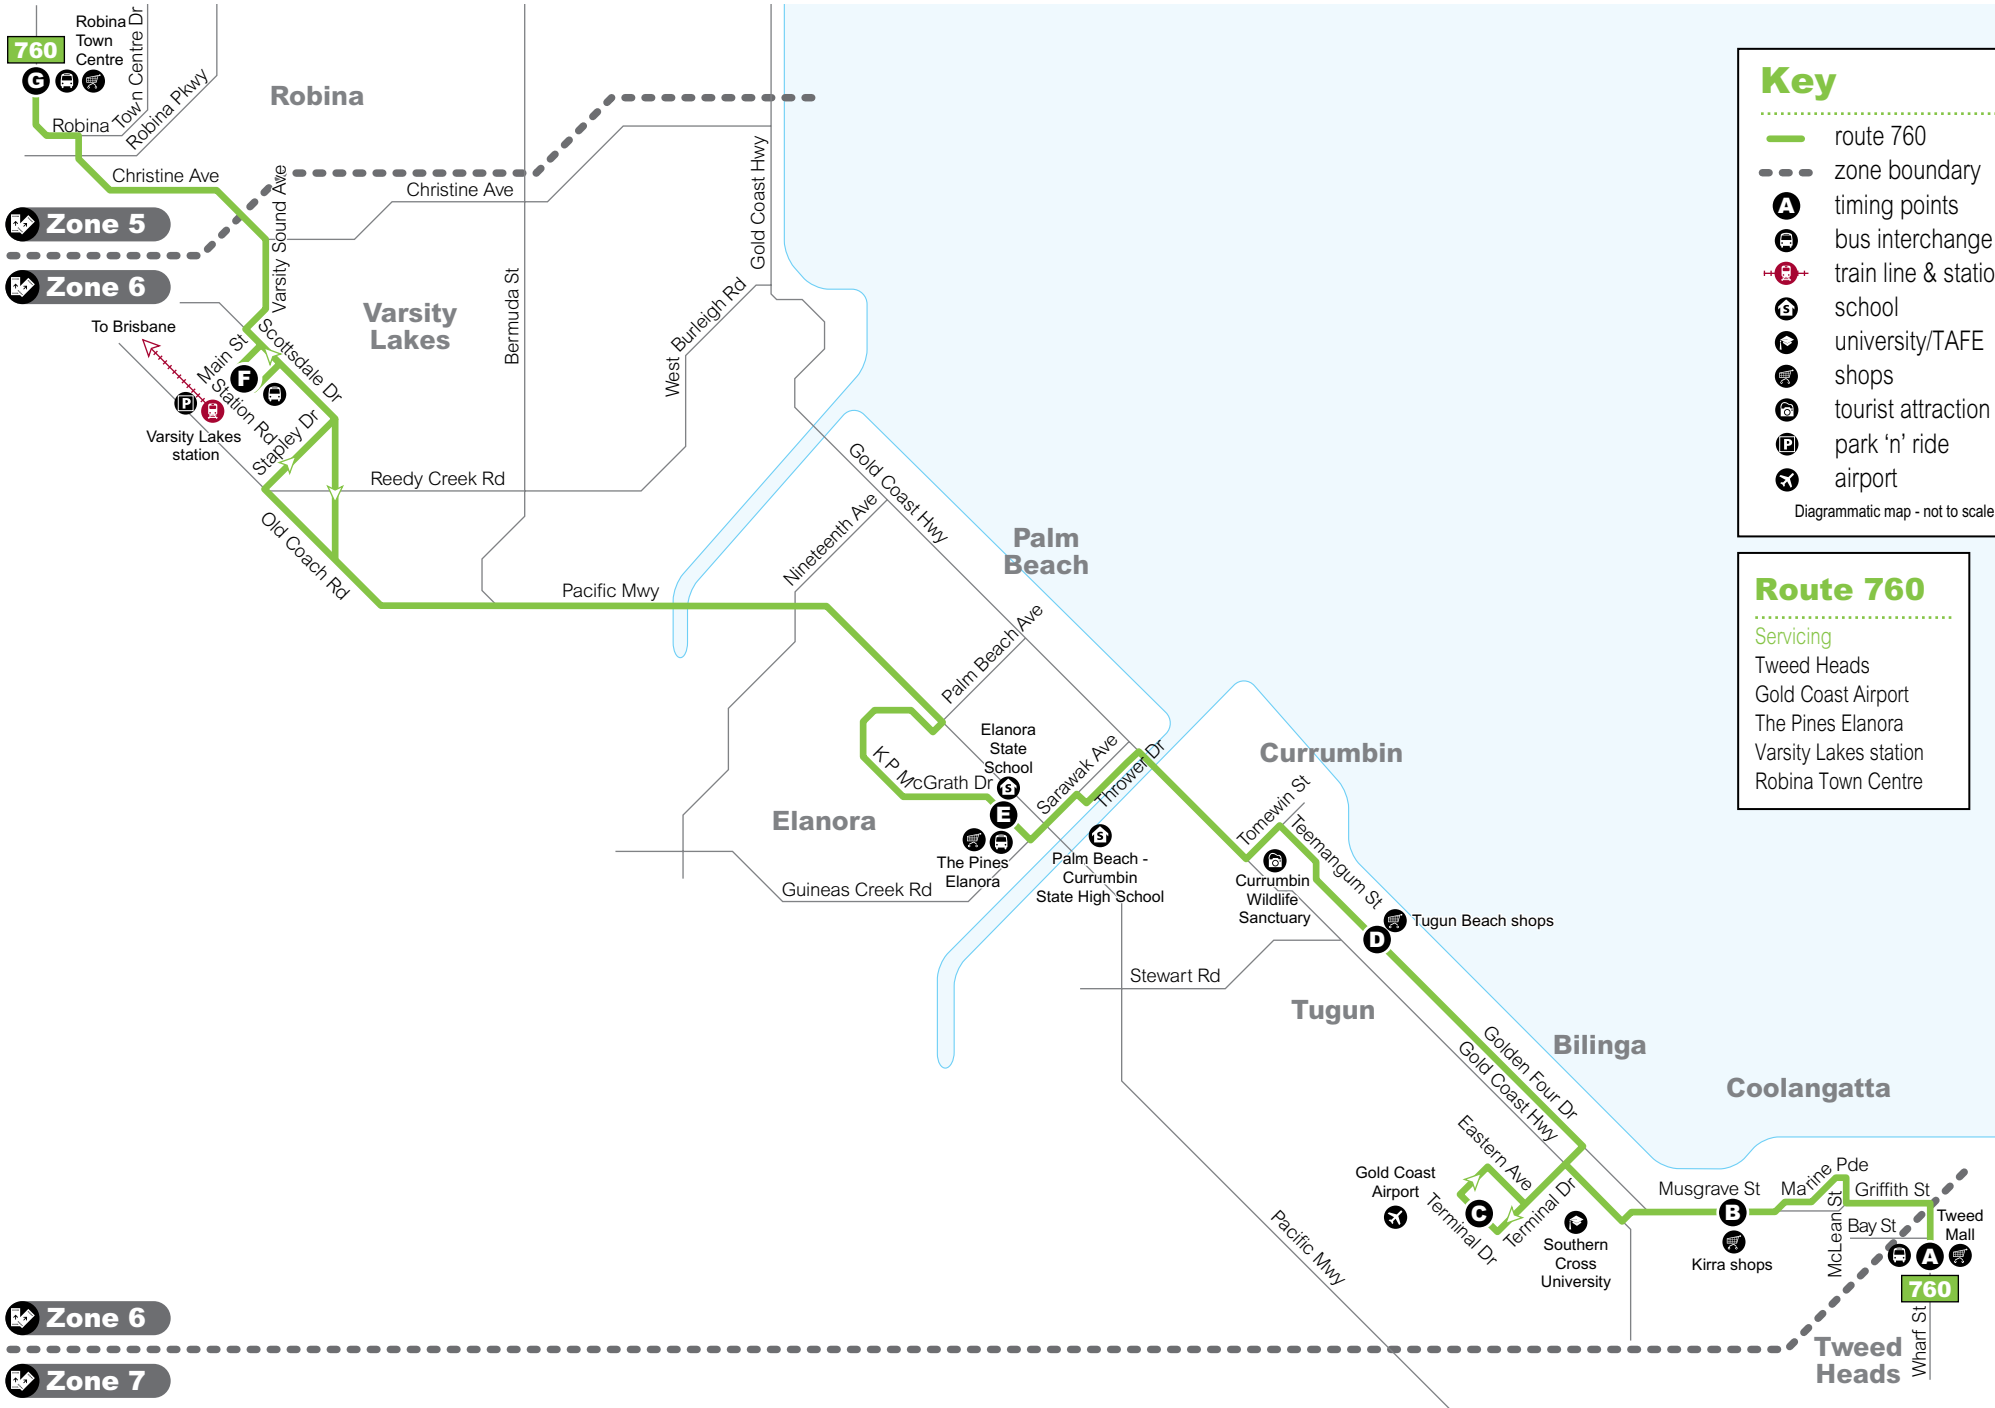 760
Robina
Town
Centre
G
Robina Town Centre Dr
Robina Pkwy
Robina
Christine Ave
Christine Ave
Varsity Sound Ave
Gold Coast Hwy
Zone 5
Zone 6
Varsity
Lakes
Bermuda St
West Burleigh Rd
To Brisbane
Main St
Scottsdale Dr
F
Station Rd
Stapley Dr
P
Varsity Lakes
station
Reedy Creek Rd
Old Coach Rd
Pacific Mwy
Gold Coast Hwy
Nineteenth Ave
Palm
Beach
Palm Beach Ave
Elanora
State
School
S
K P McGrath Dr
Sarawak Ave
Thrower Dr
Elanora
E
The Pines
Elanora
Guineas Creek Rd
S
Palm Beach -
Currumbin
State High School
Currumbin
Tomewin St
Teemangum St
Currumbin
Wildlife
Sanctuary
D
Tugun Beach shops
Stewart Rd
Tugun
Bilinga
Golden Four Dr
Gold Coast Hwy
Coolangatta
Eastern Ave
Gold Coast
Airport
C
Terminal Dr
Terminal Dr
Southern
Cross
University
Pacific Mwy
Musgrave St
B
Kirra shops
Marine Pde
McLean St
Griffith St
Bay St
Tweed
Mall
A
760
Wharf St
Tweed
Heads
Zone 6
Zone 7
Key
route 760
zone boundary
A timing points
bus interchange
train line & statio
S school
university/TAFE
shops
tourist attraction
P park ‘n’ ride
airport
Diagrammatic map - not to scale
Route 760
Servicing
Tweed Heads
Gold Coast Airport
The Pines Elanora
Varsity Lakes station
Robina Town Centre